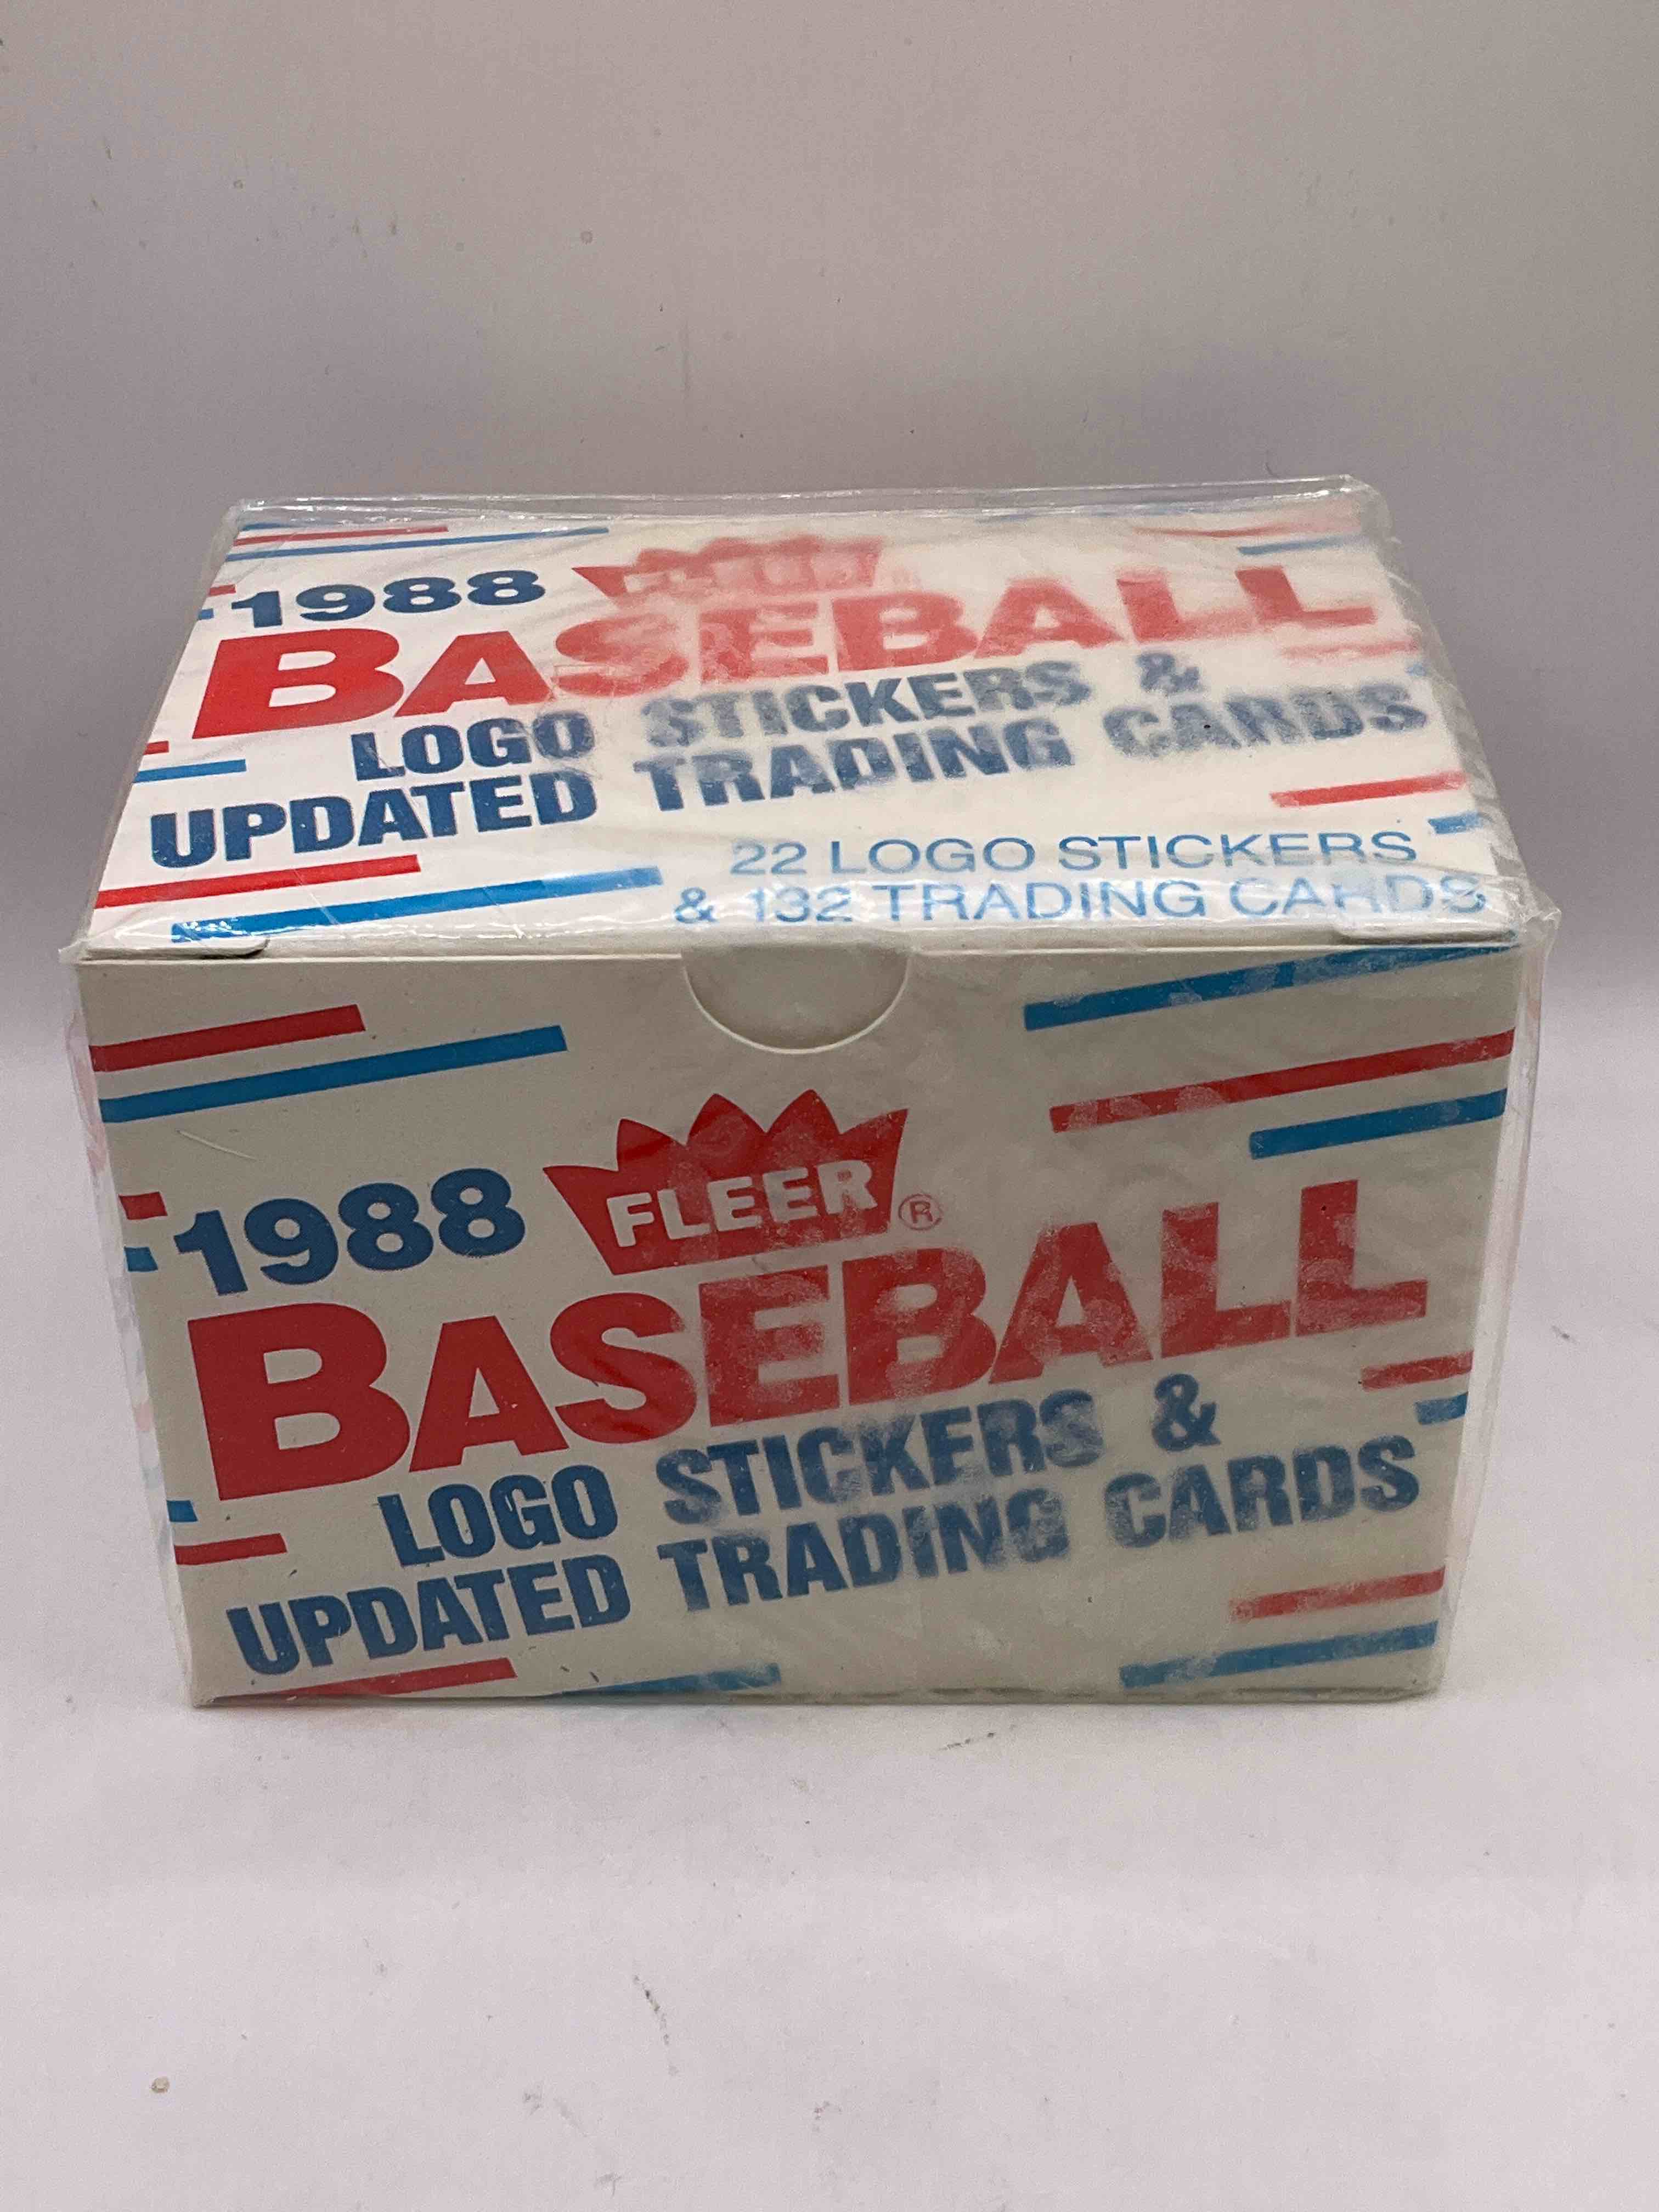 1988 FLEER
BASEBALL
LOGO STICKERS &
UPDATED TRADING CARDS
22 LOGO STICKERS
& 132 TRADING CARDS
1988 FLEER ®
BASEBALL
LOGO STICKERS &
UPDATED TRADING CARDS